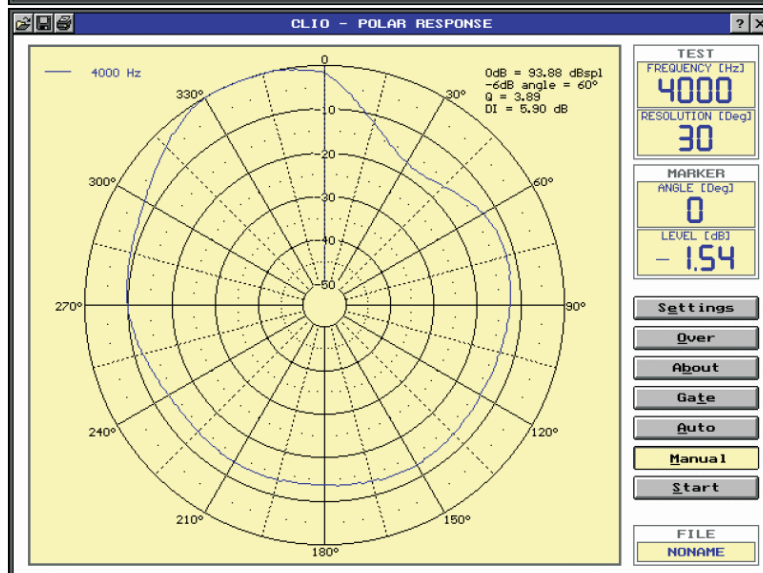 CLIO - POLAR RESPONSE
? X
4000 Hz
0dB = 93.88 dBspl
-6dB angle = 60°
Q = 3.89
DI = 5.90 dB
0
30°
60°
90°
120°
150°
180°
210°
240°
270°
300°
330°
-10
-20
-30
-40
-50
TEST
FREQUENCY [Hz]
4000
RESOLUTION [Deg]
30
MARKER
ANGLE [Deg]
0
LEVEL [dB]
- 1.54
Settings
Over
About
Gate
Auto
Manual
Start
FILE
NONAME